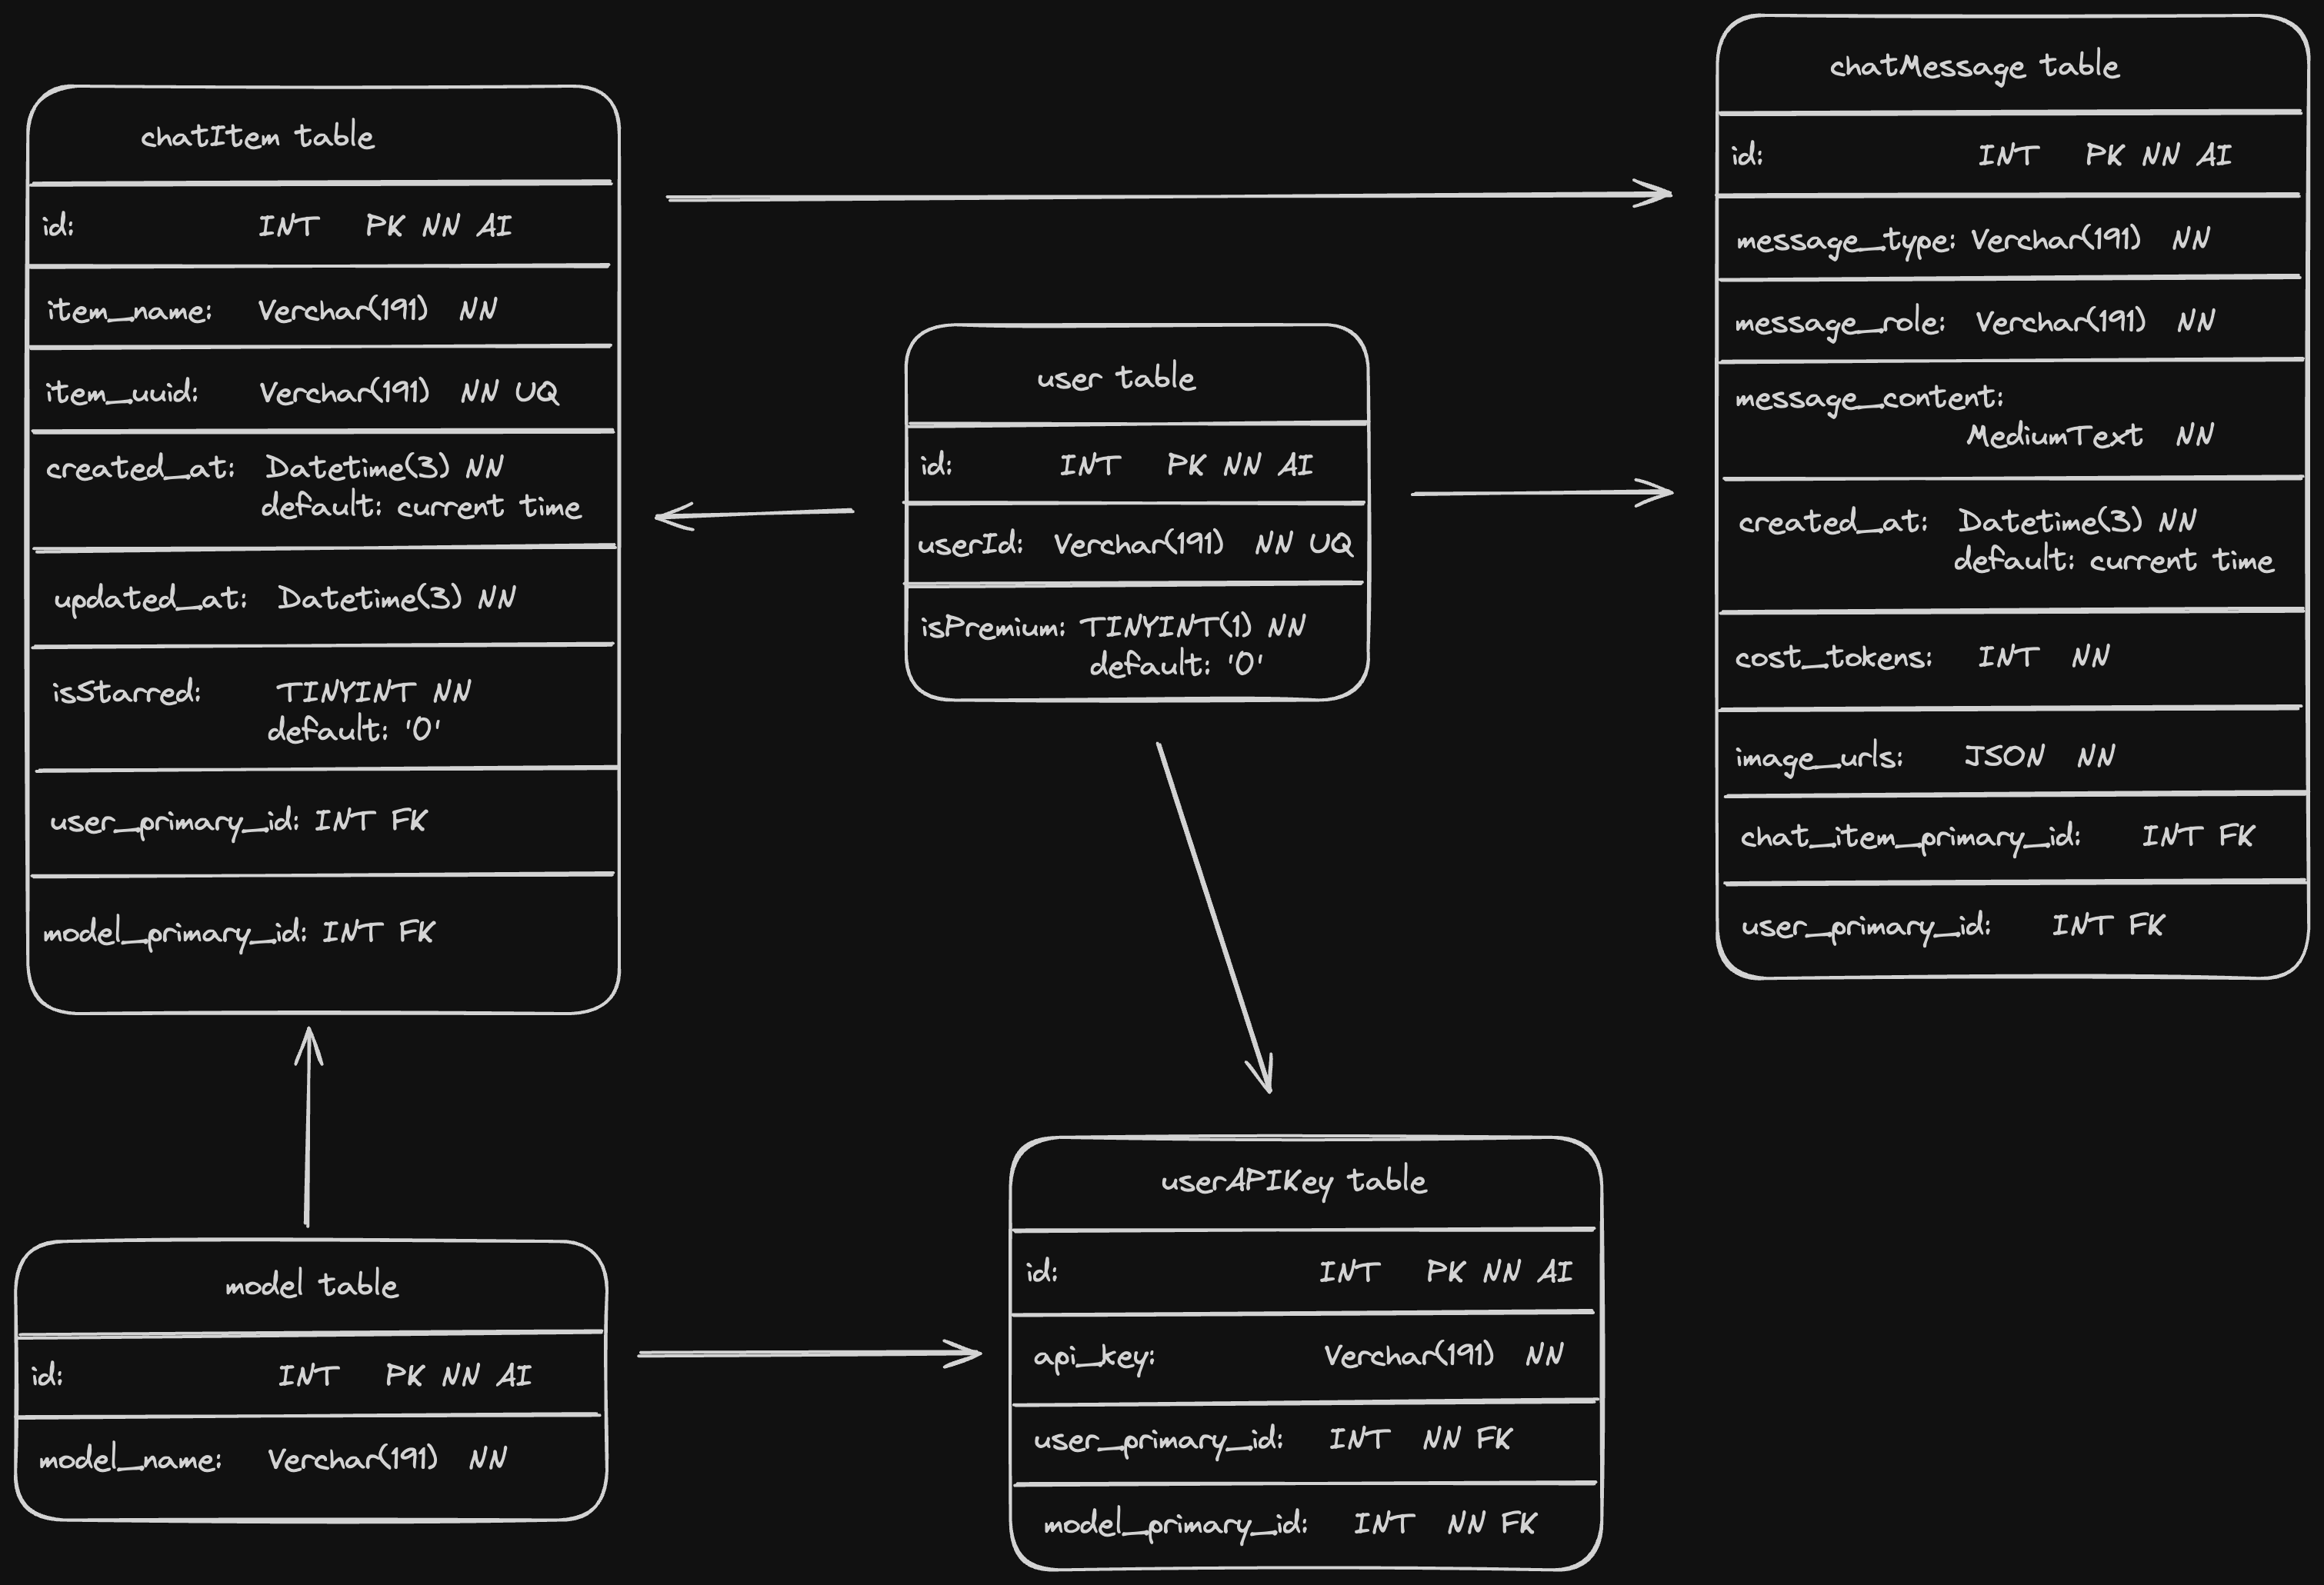 chatItem table
id: INT PK NN AI
item_name: Verchar(191) NN
item_uuid: Verchar(191) NN UQ
created_at: Datetime(3) NN
default: current time
updated_at: Datetime(3) NN
isStarred: TINYINT NN
default: '0'
user_primary_id: INT FK
model_primary_id: INT FK
user table
id: INT PK NN AI
userId: Verchar(191) NN UQ
isPremium: TINYINT(1) NN
default: '0'
chatMessage table
id: INT PK NN AI
message_type: Verchar(191) NN
message_role: Verchar(191) NN
message_content:
MediumText NN
created_at: Datetime(3) NN
default: current time
cost_tokens: INT NN
image_urls: JSON NN
chat_item_primary_id: INT FK
user_primary_id: INT FK
model table
id: INT PK NN AI
model_name: Verchar(191) NN
userAPIKey table
id: INT PK NN AI
api_key: Verchar(191) NN
user_primary_id: INT NN FK
model_primary_id: INT NN FK